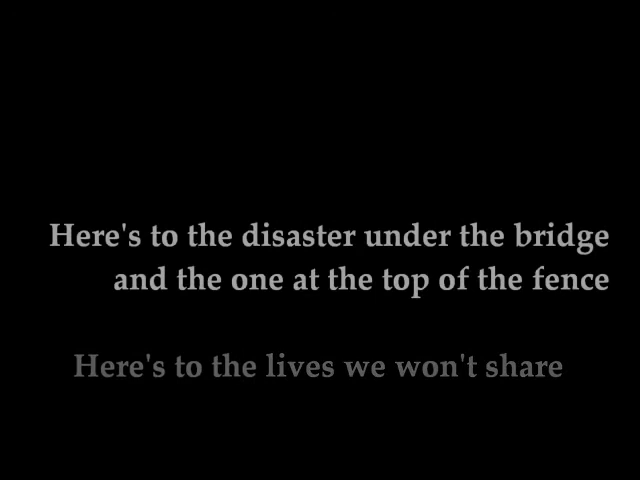 Here's to the disaster under the bridge
and the one at the top of the fence
Here's to the lives we won't share